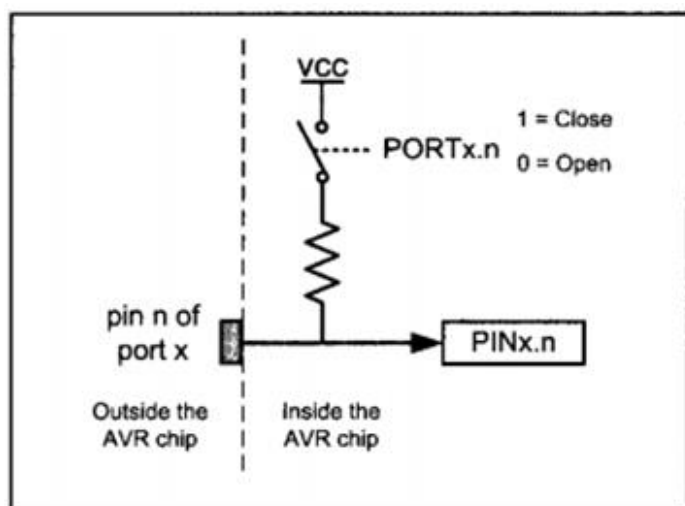 VCC
1 = Close
PORTx.n
0 = Open
pin n of
port x
PINx.n
Outside the
AVR chip
Inside the
AVR chip